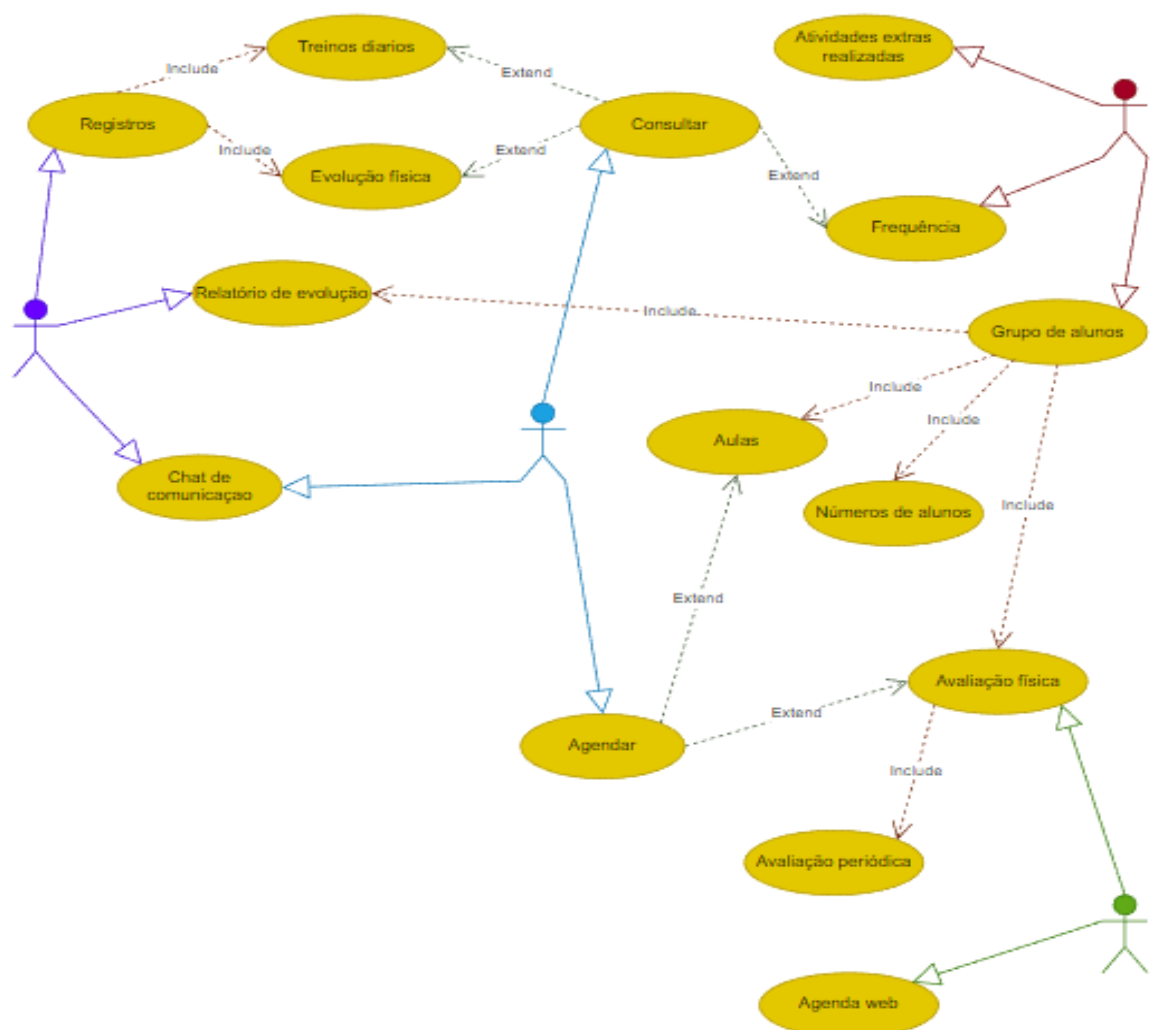 Treinos diarios
Atividades extras
realizadas
Include
Extend
Registros
Consultar
Include
Extend
Evolução física
Extend
Frequência
Relatório de evolução
Include
Grupo de alunos
Include
Include
Aulas
Chat de
comunicaçao
Números de alunos
Include
Extend
Avaliação física
Extend
Agendar
Include
Avaliação periódica
Agenda web